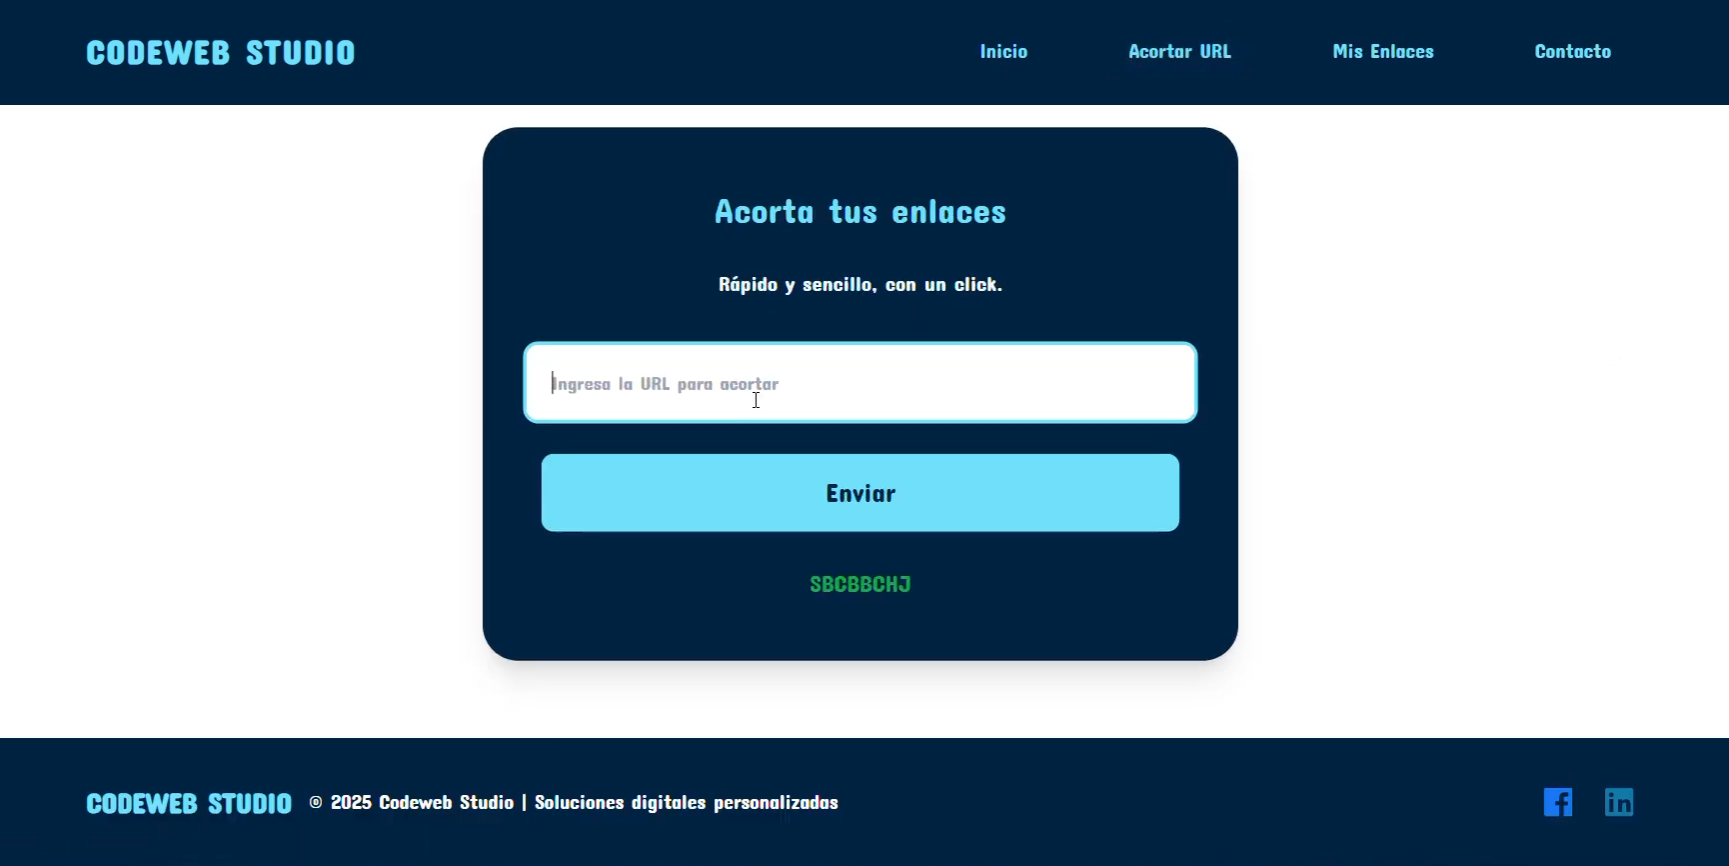 CODEWEB STUDIO Inicio Acortar URL Mis Enlaces Contacto
Acorta tus enlaces
Rápido y sencillo, con un click.
Ingresa la URL para acortar
Enviar
SBCBBCHJ
CODEWEB STUDIO © 2025 Codeweb Studio | Soluciones digitales personalizadas